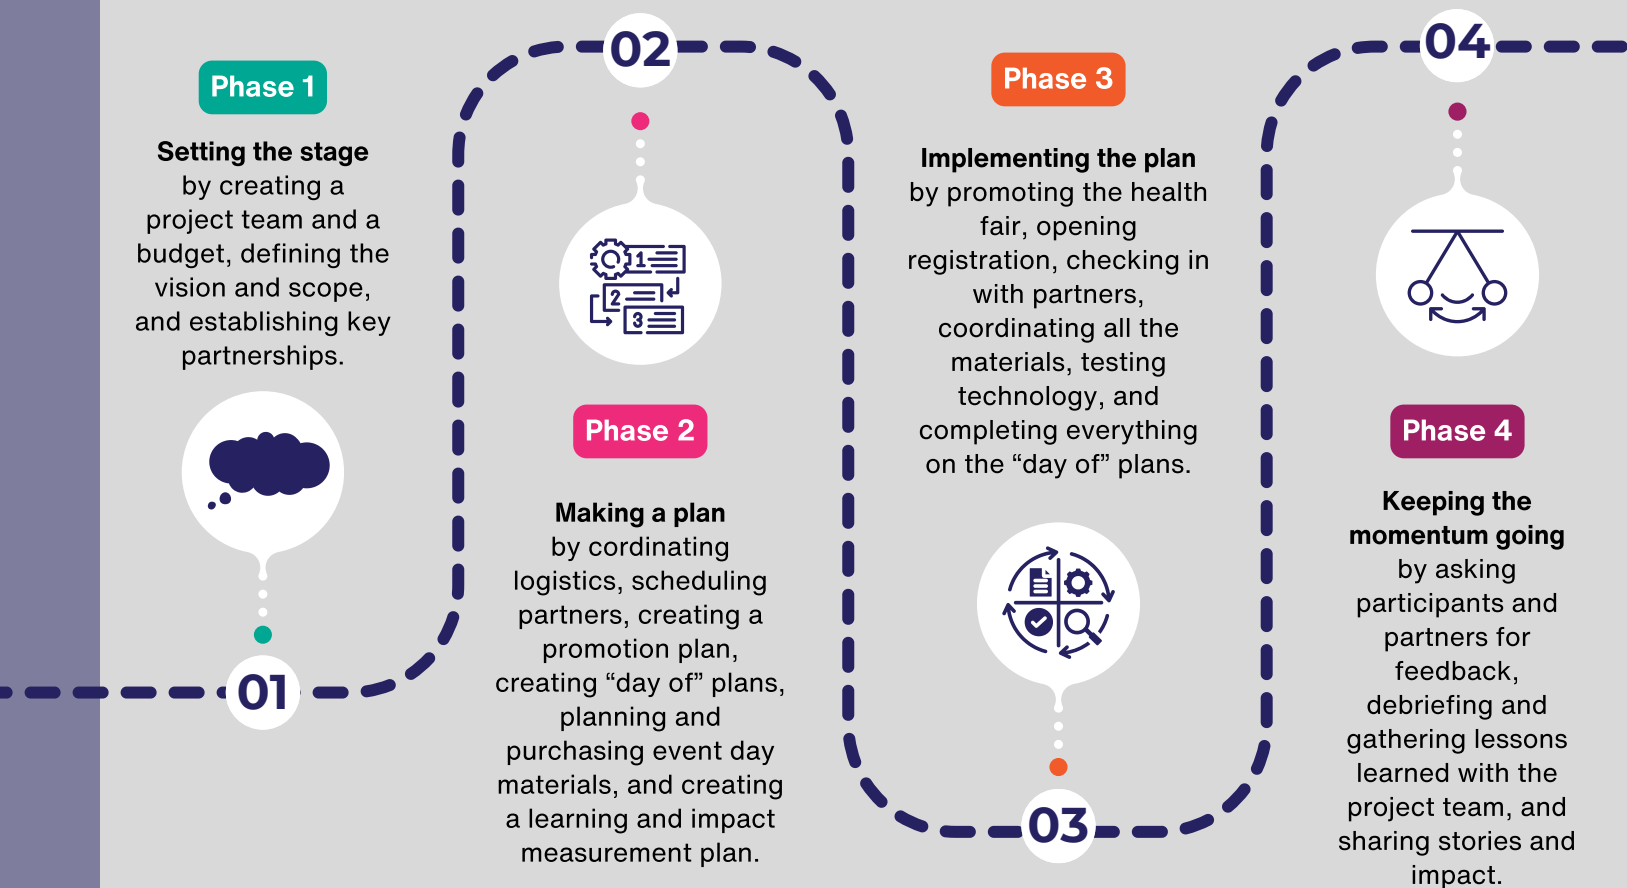 Phase 1
Setting the stage
by creating a
project team and a
budget, defining the
vision and scope,
and establishing key
partnerships.
01
02
1
2
3
Phase 2
Making a plan
by cordinating
logistics, scheduling
partners, creating a
promotion plan,
creating “day of” plans,
planning and
purchasing event day
materials, and creating
a learning and impact
measurement plan.
Phase 3
Implementing the plan
by promoting the health
fair, opening
registration, checking in
with partners,
coordinating all the
materials, testing
technology, and
completing everything
on the “day of” plans.
03
04
Phase 4
Keeping the
momentum going
by asking
participants and
partners for
feedback,
debriefing and
gathering lessons
learned with the
project team, and
sharing stories and
impact.